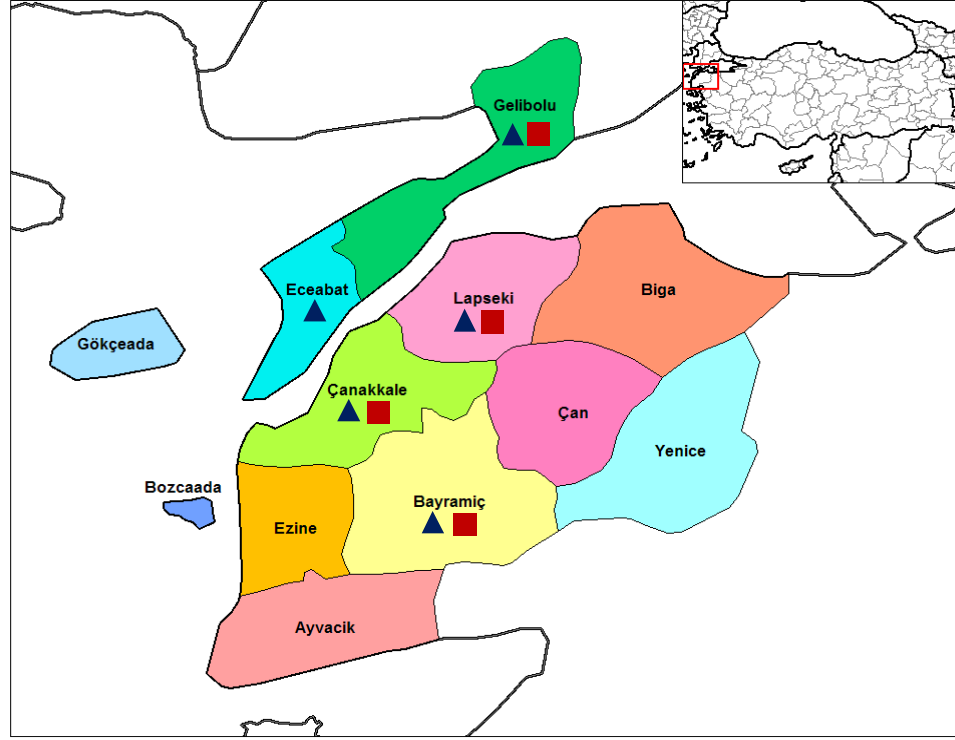 Gelibolu
Eceabat
Lapseki
Biga
Gökçeada
Çanakkale
Çan
Yenice
Bozcaada
Bayramiç
Ezine
Ayvacik